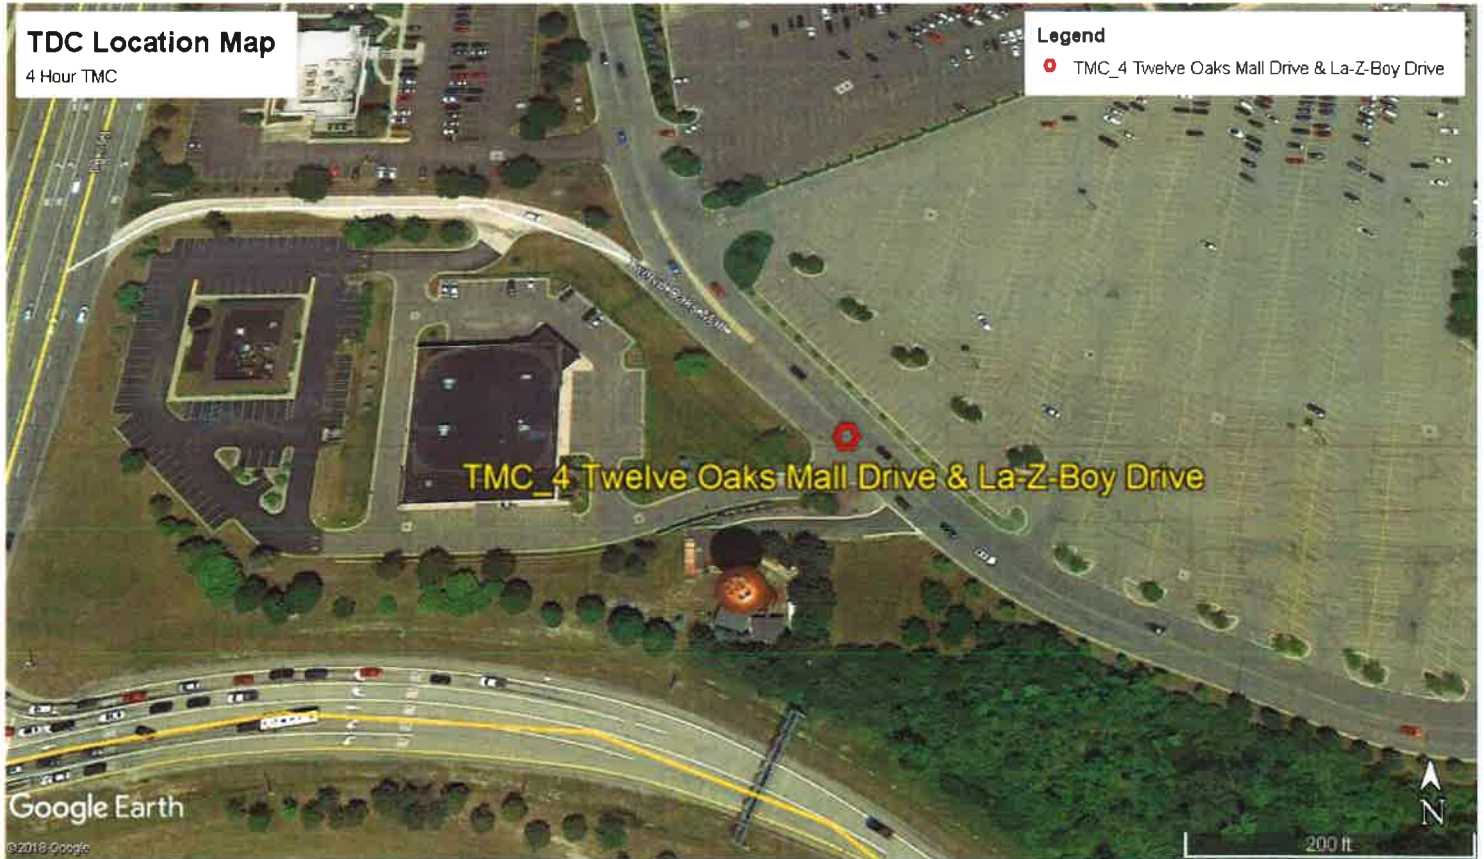 TDC Location Map
4 Hour TMC
Legend
TMC_4 Twelve Oaks Mall Drive & La-Z-Boy Drive
TMC_4 Twelve Oaks Mall Drive & La-Z-Boy Drive
Google Earth
©2018 Google
N
200 ft